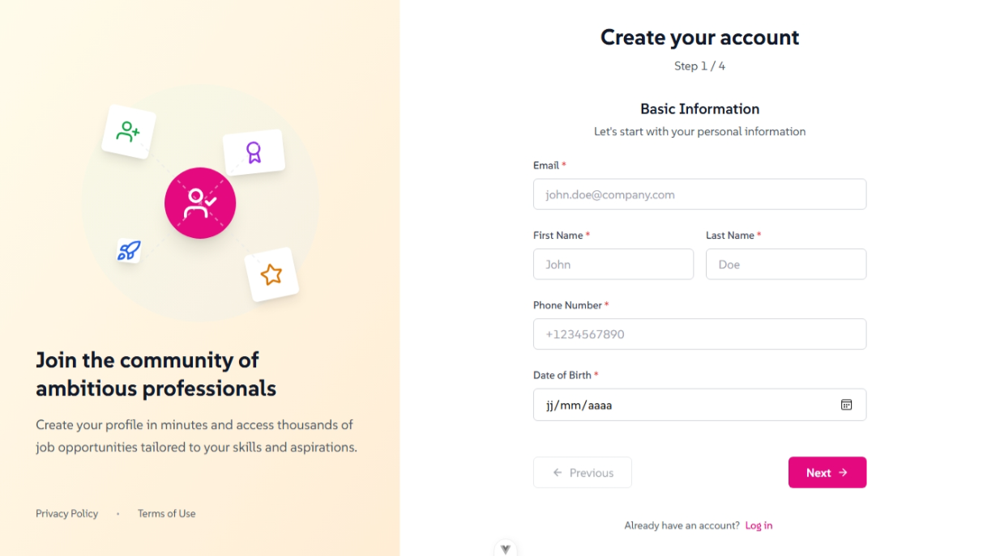 Join the community of
ambitious professionals
Create your profile in minutes and access thousands of
job opportunities tailored to your skills and aspirations.
Privacy Policy • Terms of Use
Create your account
Step 1 / 4
Basic Information
Let's start with your personal information
Email *
john.doe@company.com
First Name * Last Name *
John Doe
Phone Number *
+1234567890
Date of Birth *
jj/mm/aaaa
← Previous Next →
Already have an account? Log in